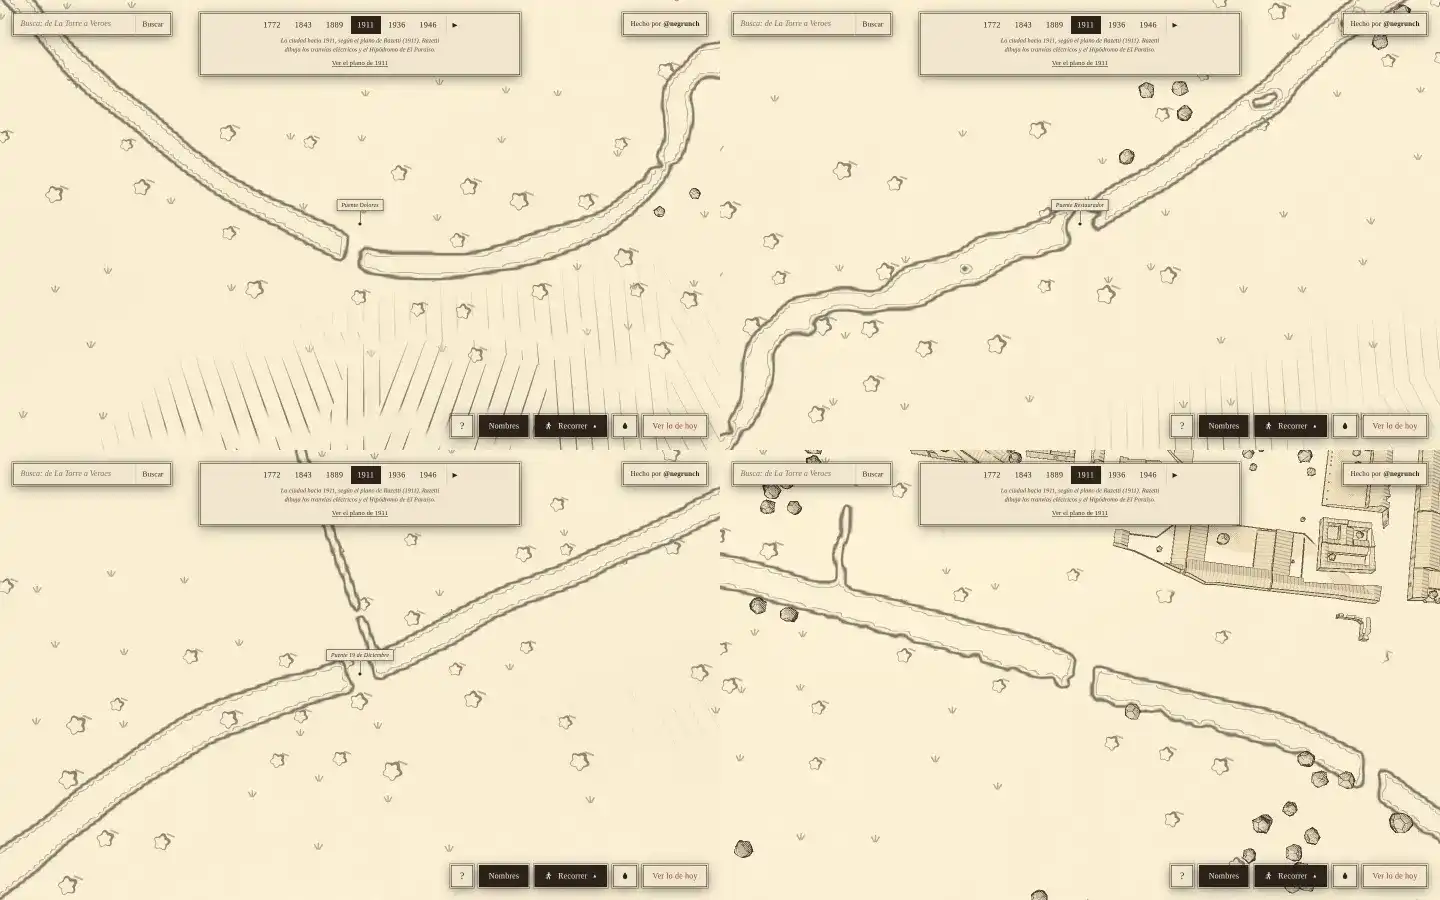 Busca: de La Torre a Veroes Buscar
1772 1843 1889 1911 1936 1946 ►
La ciudad hacia 1911, según el plano de Razetti (1911). Razetti
dibuja los tranvías eléctricos y el Hipódromo de El Paraíso.
Ver el plano de 1911
Hecho por @negrunch
Puente Dolores
? Nombres Recorrer Ver lo de hoy
Busca: de La Torre a Veroes Buscar
1772 1843 1889 1911 1936 1946 ►
La ciudad hacia 1911, según el plano de Razetti (1911). Razetti
dibuja los tranvías eléctricos y el Hipódromo de El Paraíso.
Ver el plano de 1911
Hecho por @negrunch
Puente Restaurador
? Nombres Recorrer Ver lo de hoy
Busca: de La Torre a Veroes Buscar
1772 1843 1889 1911 1936 1946 ►
La ciudad hacia 1911, según el plano de Razetti (1911). Razetti
dibuja los tranvías eléctricos y el Hipódromo de El Paraíso.
Ver el plano de 1911
Hecho por @negrunch
Puente 19 de Diciembre
? Nombres Recorrer Ver lo de hoy
Busca: de La Torre a Veroes Buscar
1772 1843 1889 1911 1936 1946 ►
La ciudad hacia 1911, según el plano de Razetti (1911). Razetti
dibuja los tranvías eléctricos y el Hipódromo de El Paraíso.
Ver el plano de 1911
Hecho por @negrunch
? Nombres Recorrer Ver lo de hoy